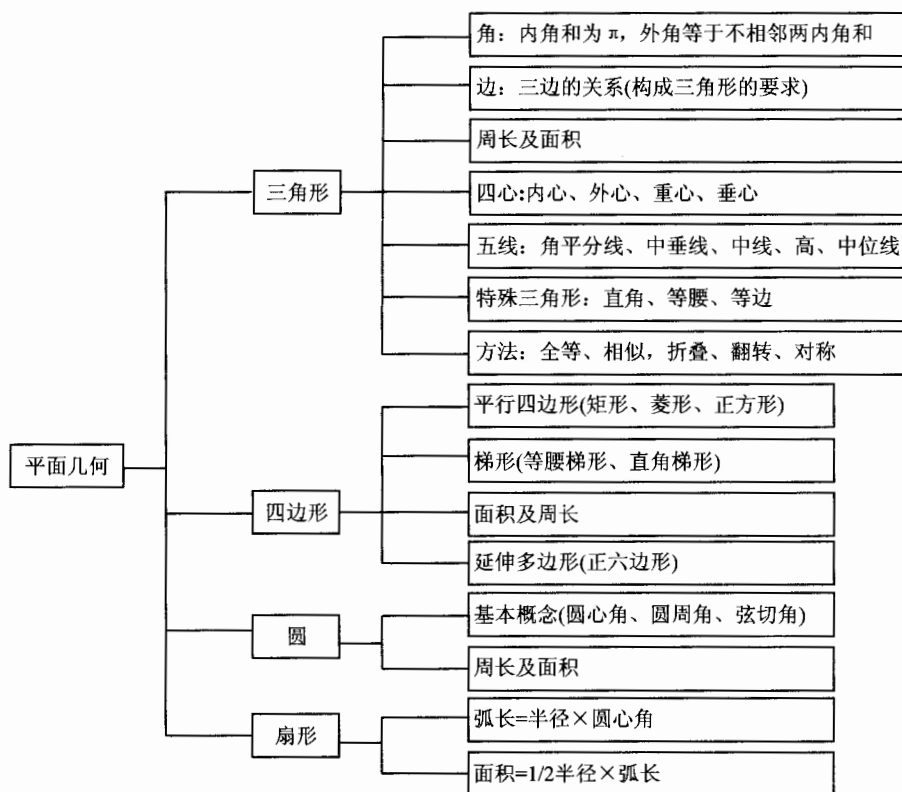 平面几何
三角形
角：内角和为π，外角等于不相邻两内角和
边：三边的关系(构成三角形的要求)
周长及面积
四心:内心、外心、重心、垂心
五线：角平分线、中垂线、中线、高、中位线
特殊三角形：直角、等腰、等边
方法：全等、相似，折叠、翻转、对称
四边形
平行四边形(矩形、菱形、正方形)
梯形(等腰梯形、直角梯形)
面积及周长
延伸多边形(正六边形)
圆
基本概念(圆心角、圆周角、弦切角)
周长及面积
扇形
弧长=半径×圆心角
面积=1/2半径×弧长